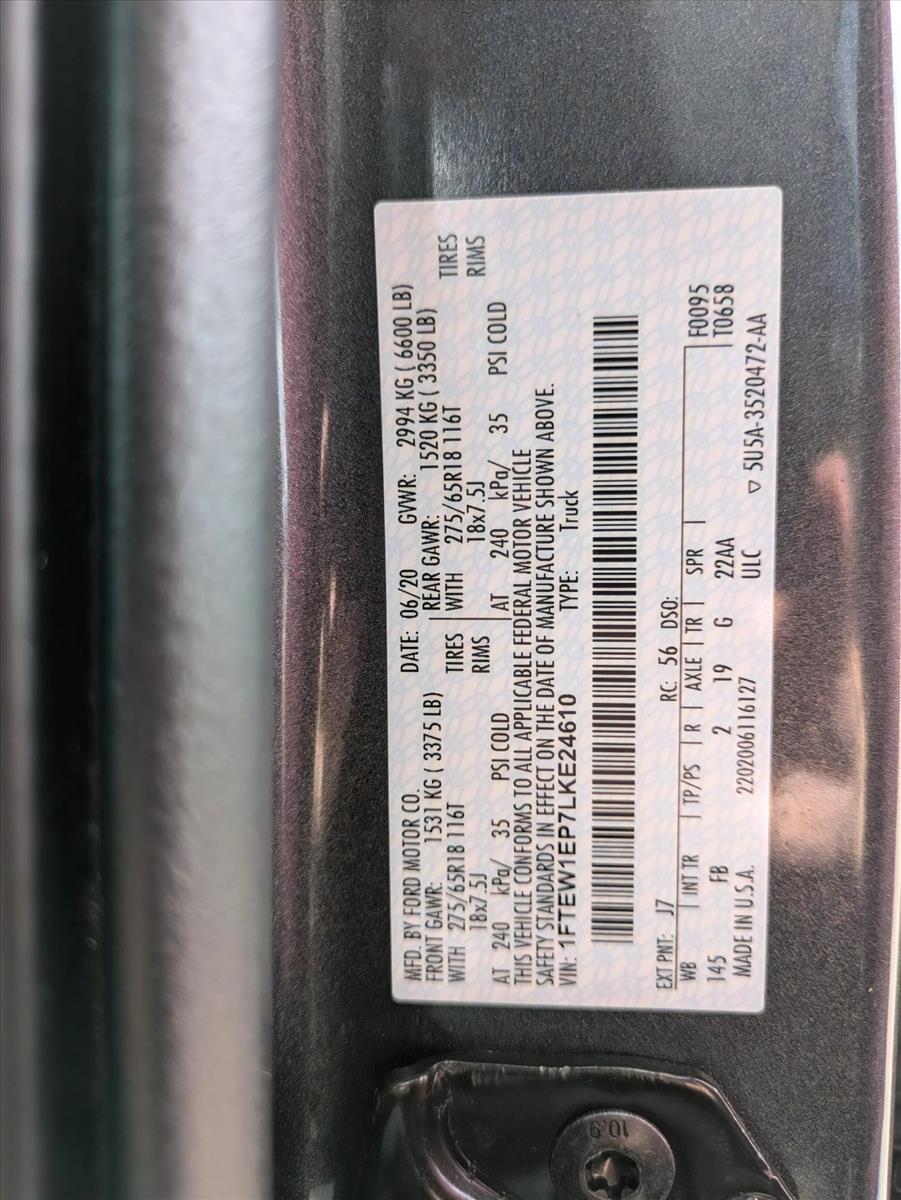 MFD. BY FORD MOTOR CO. DATE: 06/20 GVWR: 2994 KG ( 6600 LB)
FRONT GAWR: 1531 KG ( 3375 LB) REAR GAWR: 1520 KG ( 3350 LB)
WITH 275/65R18 116T TIRES WITH 275/65R18 116T TIRES
18x7.5J RIMS 18x7.5J RIMS
AT 240 kPa/ 35 PSI COLD AT 240 kPa/ 35 PSI COLD
THIS VEHICLE CONFORMS TO ALL APPLICABLE FEDERAL MOTOR VEHICLE
SAFETY STANDARDS IN EFFECT ON THE DATE OF MANUFACTURE SHOWN ABOVE.
VIN: 1FTEW1EP7LKE24610 TYPE: Truck
EXT PNT: J7 RC: 56 DSO:
WB | INT TR | TP/PS | R | AXLE | TR | SPR | F0095
145 FB 2 19 G 22AA T0658
MADE IN U.S.A. 2202006116127 ULC ▽ 5U5A-3520472-AA
10,9